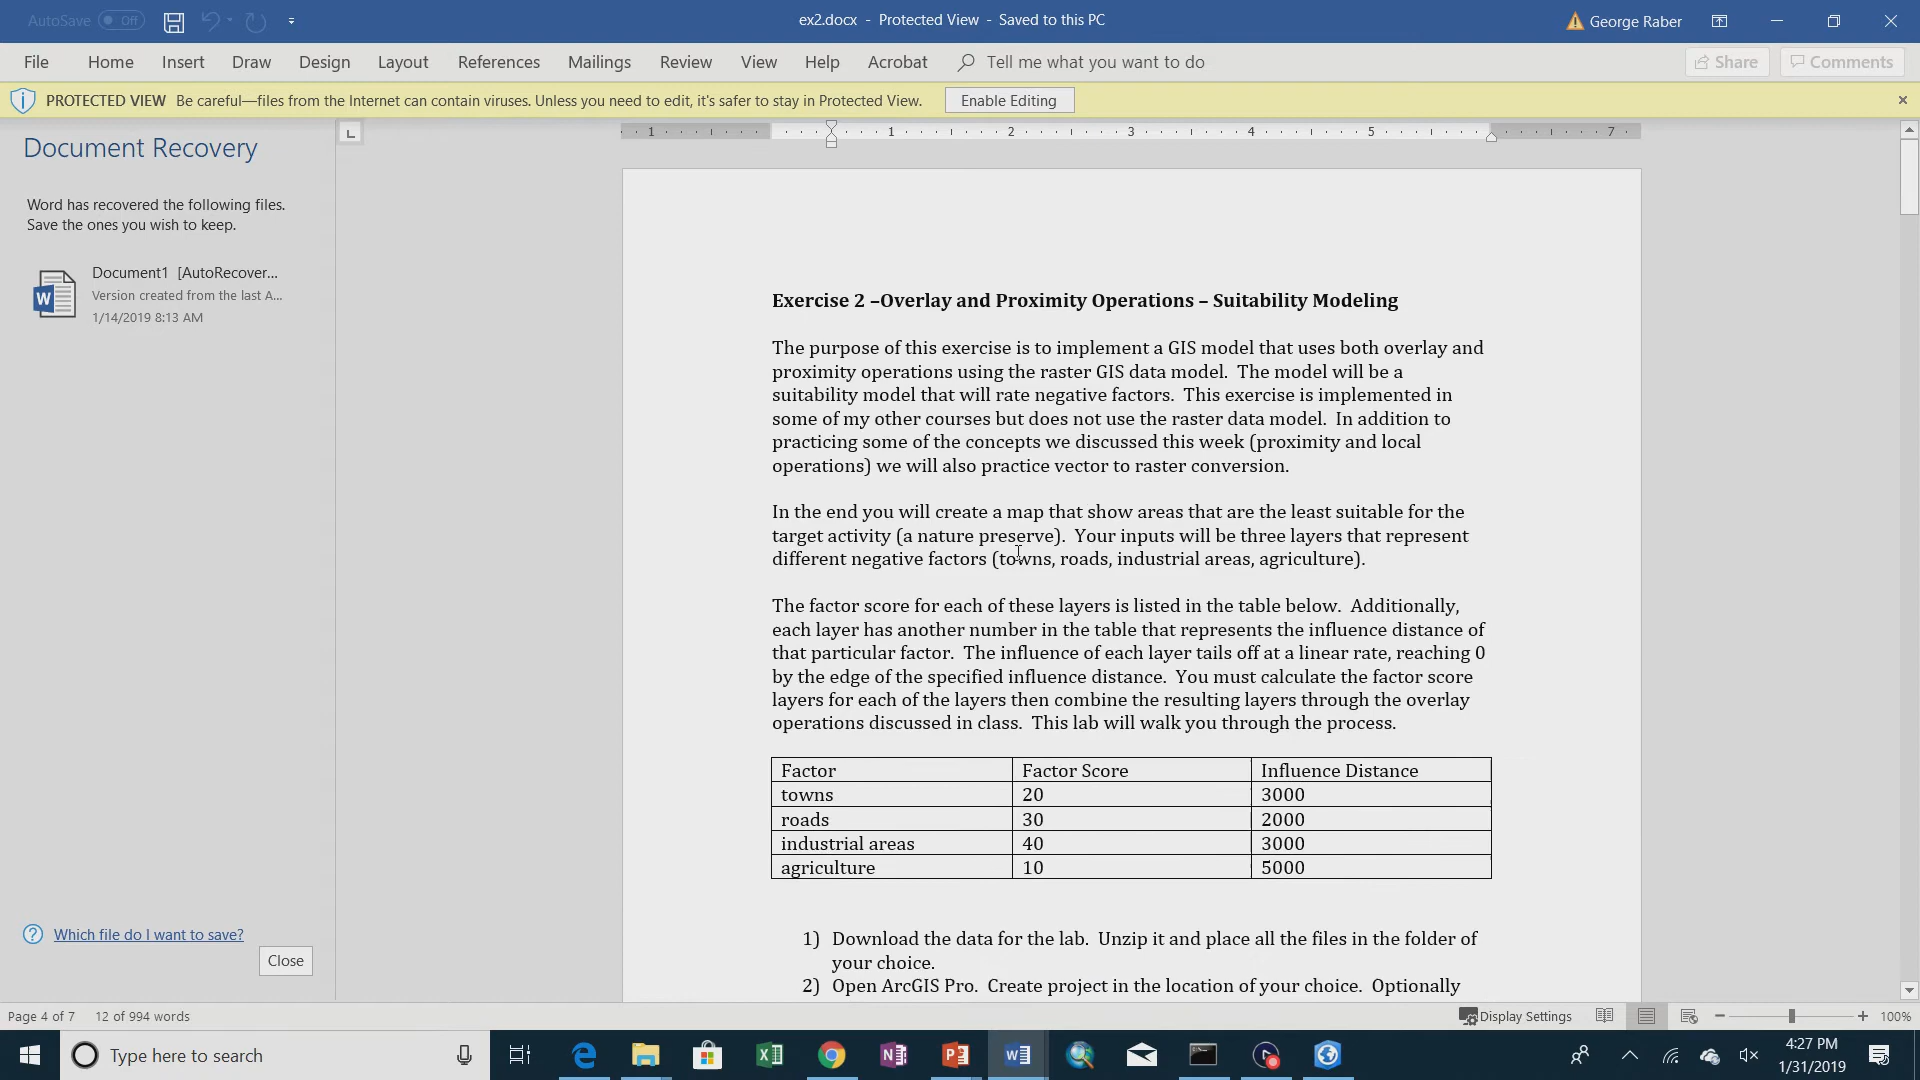 AutoSave Off
ex2.docx - Protected View - Saved to this PC
George Raber
File Home Insert Draw Design Layout References Mailings Review View Help Acrobat Tell me what you want to do Share Comments
PROTECTED VIEW Be careful—files from the Internet can contain viruses. Unless you need to edit, it's safer to stay in Protected View. Enable Editing
Document Recovery
Word has recovered the following files.
Save the ones you wish to keep.
Document1 [AutoRecover...
Version created from the last A...
1/14/2019 8:13 AM
Which file do I want to save?
Close
1 1 2 3 4 5 7
Exercise 2 –Overlay and Proximity Operations – Suitability Modeling
The purpose of this exercise is to implement a GIS model that uses both overlay and
proximity operations using the raster GIS data model. The model will be a
suitability model that will rate negative factors. This exercise is implemented in
some of my other courses but does not use the raster data model. In addition to
practicing some of the concepts we discussed this week (proximity and local
operations) we will also practice vector to raster conversion.
In the end you will create a map that show areas that are the least suitable for the
target activity (a nature preserve). Your inputs will be three layers that represent
different negative factors (towns, roads, industrial areas, agriculture).
The factor score for each of these layers is listed in the table below. Additionally,
each layer has another number in the table that represents the influence distance of
that particular factor. The influence of each layer tails off at a linear rate, reaching 0
by the edge of the specified influence distance. You must calculate the factor score
layers for each of the layers then combine the resulting layers through the overlay
operations discussed in class. This lab will walk you through the process.
Factor Factor Score Influence Distance
towns 20 3000
roads 30 2000
industrial areas 40 3000
agriculture 10 5000
1) Download the data for the lab. Unzip it and place all the files in the folder of
your choice.
2) Open ArcGIS Pro. Create project in the location of your choice. Optionally
Page 4 of 7 12 of 994 words
Display Settings
100%
Type here to search
4:27 PM
1/31/2019